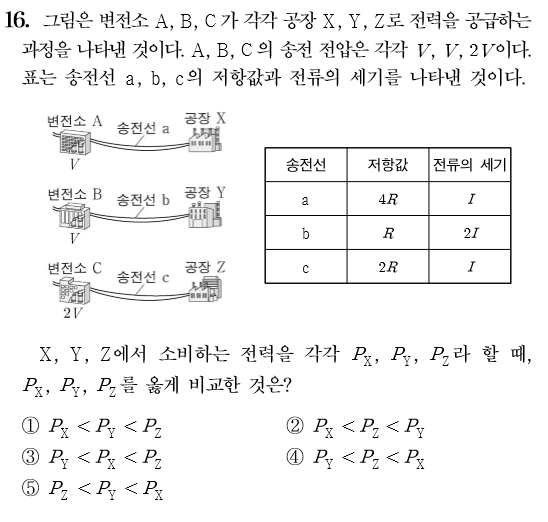 16. 그림은 변전소 A, B, C가 각각 공장 X, Y, Z로 전력을 공급하는
과정을 나타낸 것이다. A, B, C의 송전 전압은 각각 V, V, 2V이다.
표는 송전선 a, b, c의 저항값과 전류의 세기를 나타낸 것이다.
변전소 A 송전선 a 공장 X
V
변전소 B 송전선 b 공장 Y
V
변전소 C 송전선 c 공장 Z
2V
송전선 저항값 전류의 세기
a 4R I
b R 2I
c 2R I
X, Y, Z에서 소비하는 전력을 각각 P_X, P_Y, P_Z라 할 때,
P_X, P_Y, P_Z를 옳게 비교한 것은?
① P_X < P_Y < P_Z ② P_X < P_Z < P_Y
③ P_Y < P_X < P_Z ④ P_Y < P_Z < P_X
⑤ P_Z < P_Y < P_X